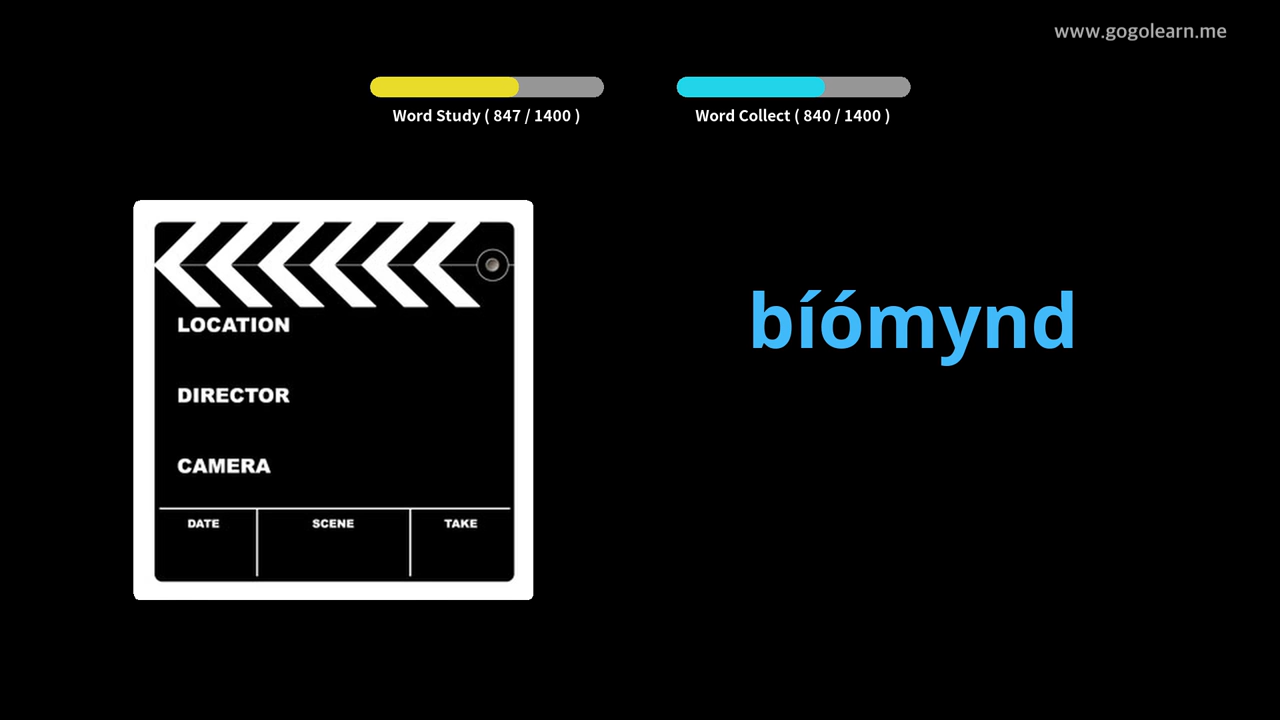 www.gogolearn.me
Word Study ( 847 / 1400 )
Word Collect ( 840 / 1400 )
LOCATION
DIRECTOR
CAMERA
DATE
SCENE
TAKE
bíómynd